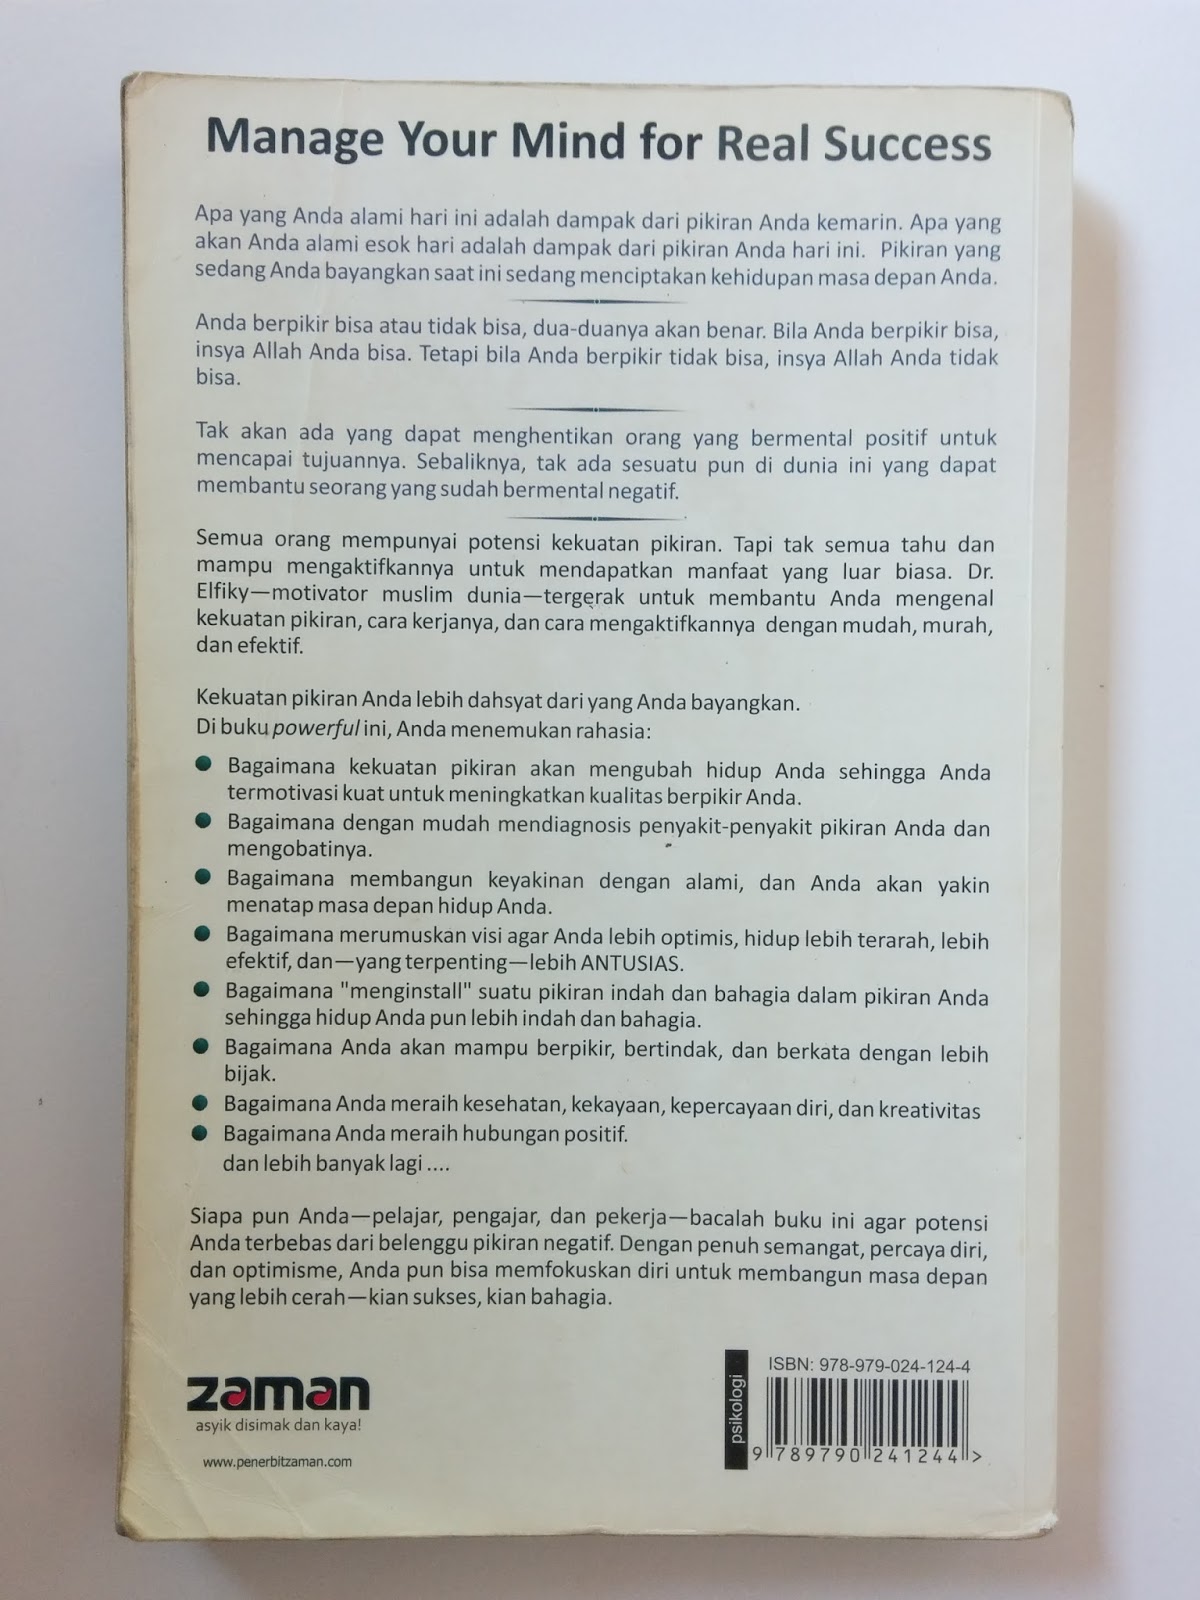 Manage Your Mind for Real Success
Apa yang Anda alami hari ini adalah dampak dari pikiran Anda kemarin. Apa yang
akan Anda alami esok hari adalah dampak dari pikiran Anda hari ini. Pikiran yang
sedang Anda bayangkan saat ini sedang menciptakan kehidupan masa depan Anda.
Anda berpikir bisa atau tidak bisa, dua-duanya akan benar. Bila Anda berpikir bisa,
insya Allah Anda bisa. Tetapi bila Anda berpikir tidak bisa, insya Allah Anda tidak
bisa.
Tak akan ada yang dapat menghentikan orang yang bermental positif untuk
mencapai tujuannya. Sebaliknya, tak ada sesuatu pun di dunia ini yang dapat
membantu seorang yang sudah bermental negatif.
Semua orang mempunyai potensi kekuatan pikiran. Tapi tak semua tahu dan
mampu mengaktifkannya untuk mendapatkan manfaat yang luar biasa. Dr.
Elfiky—motivator muslim dunia—tergerak untuk membantu Anda mengenal
kekuatan pikiran, cara kerjanya, dan cara mengaktifkannya dengan mudah, murah,
dan efektif.
Kekuatan pikiran Anda lebih dahsyat dari yang Anda bayangkan.
Di buku powerful ini, Anda menemukan rahasia:
● Bagaimana kekuatan pikiran akan mengubah hidup Anda sehingga Anda
termotivasi kuat untuk meningkatkan kualitas berpikir Anda.
● Bagaimana dengan mudah mendiagnosis penyakit-penyakit pikiran Anda dan
mengobatinya.
● Bagaimana membangun keyakinan dengan alami, dan Anda akan yakin
menatap masa depan hidup Anda.
● Bagaimana merumuskan visi agar Anda lebih optimis, hidup lebih terarah, lebih
efektif, dan—yang terpenting—lebih ANTUSIAS.
● Bagaimana "menginstall" suatu pikiran indah dan bahagia dalam pikiran Anda
sehingga hidup Anda pun lebih indah dan bahagia.
● Bagaimana Anda akan mampu berpikir, bertindak, dan berkata dengan lebih
bijak.
● Bagaimana Anda meraih kesehatan, kekayaan, kepercayaan diri, dan kreativitas
● Bagaimana Anda meraih hubungan positif.
dan lebih banyak lagi ....
Siapa pun Anda—pelajar, pengajar, dan pekerja—bacalah buku ini agar potensi
Anda terbebas dari belenggu pikiran negatif. Dengan penuh semangat, percaya diri,
dan optimisme, Anda pun bisa memfokuskan diri untuk membangun masa depan
yang lebih cerah—kian sukses, kian bahagia.
zaman
asyik disimak dan kaya!
www.penerbitzaman.com
psikologi
ISBN: 978-979-024-124-4
9 789790 241244 >